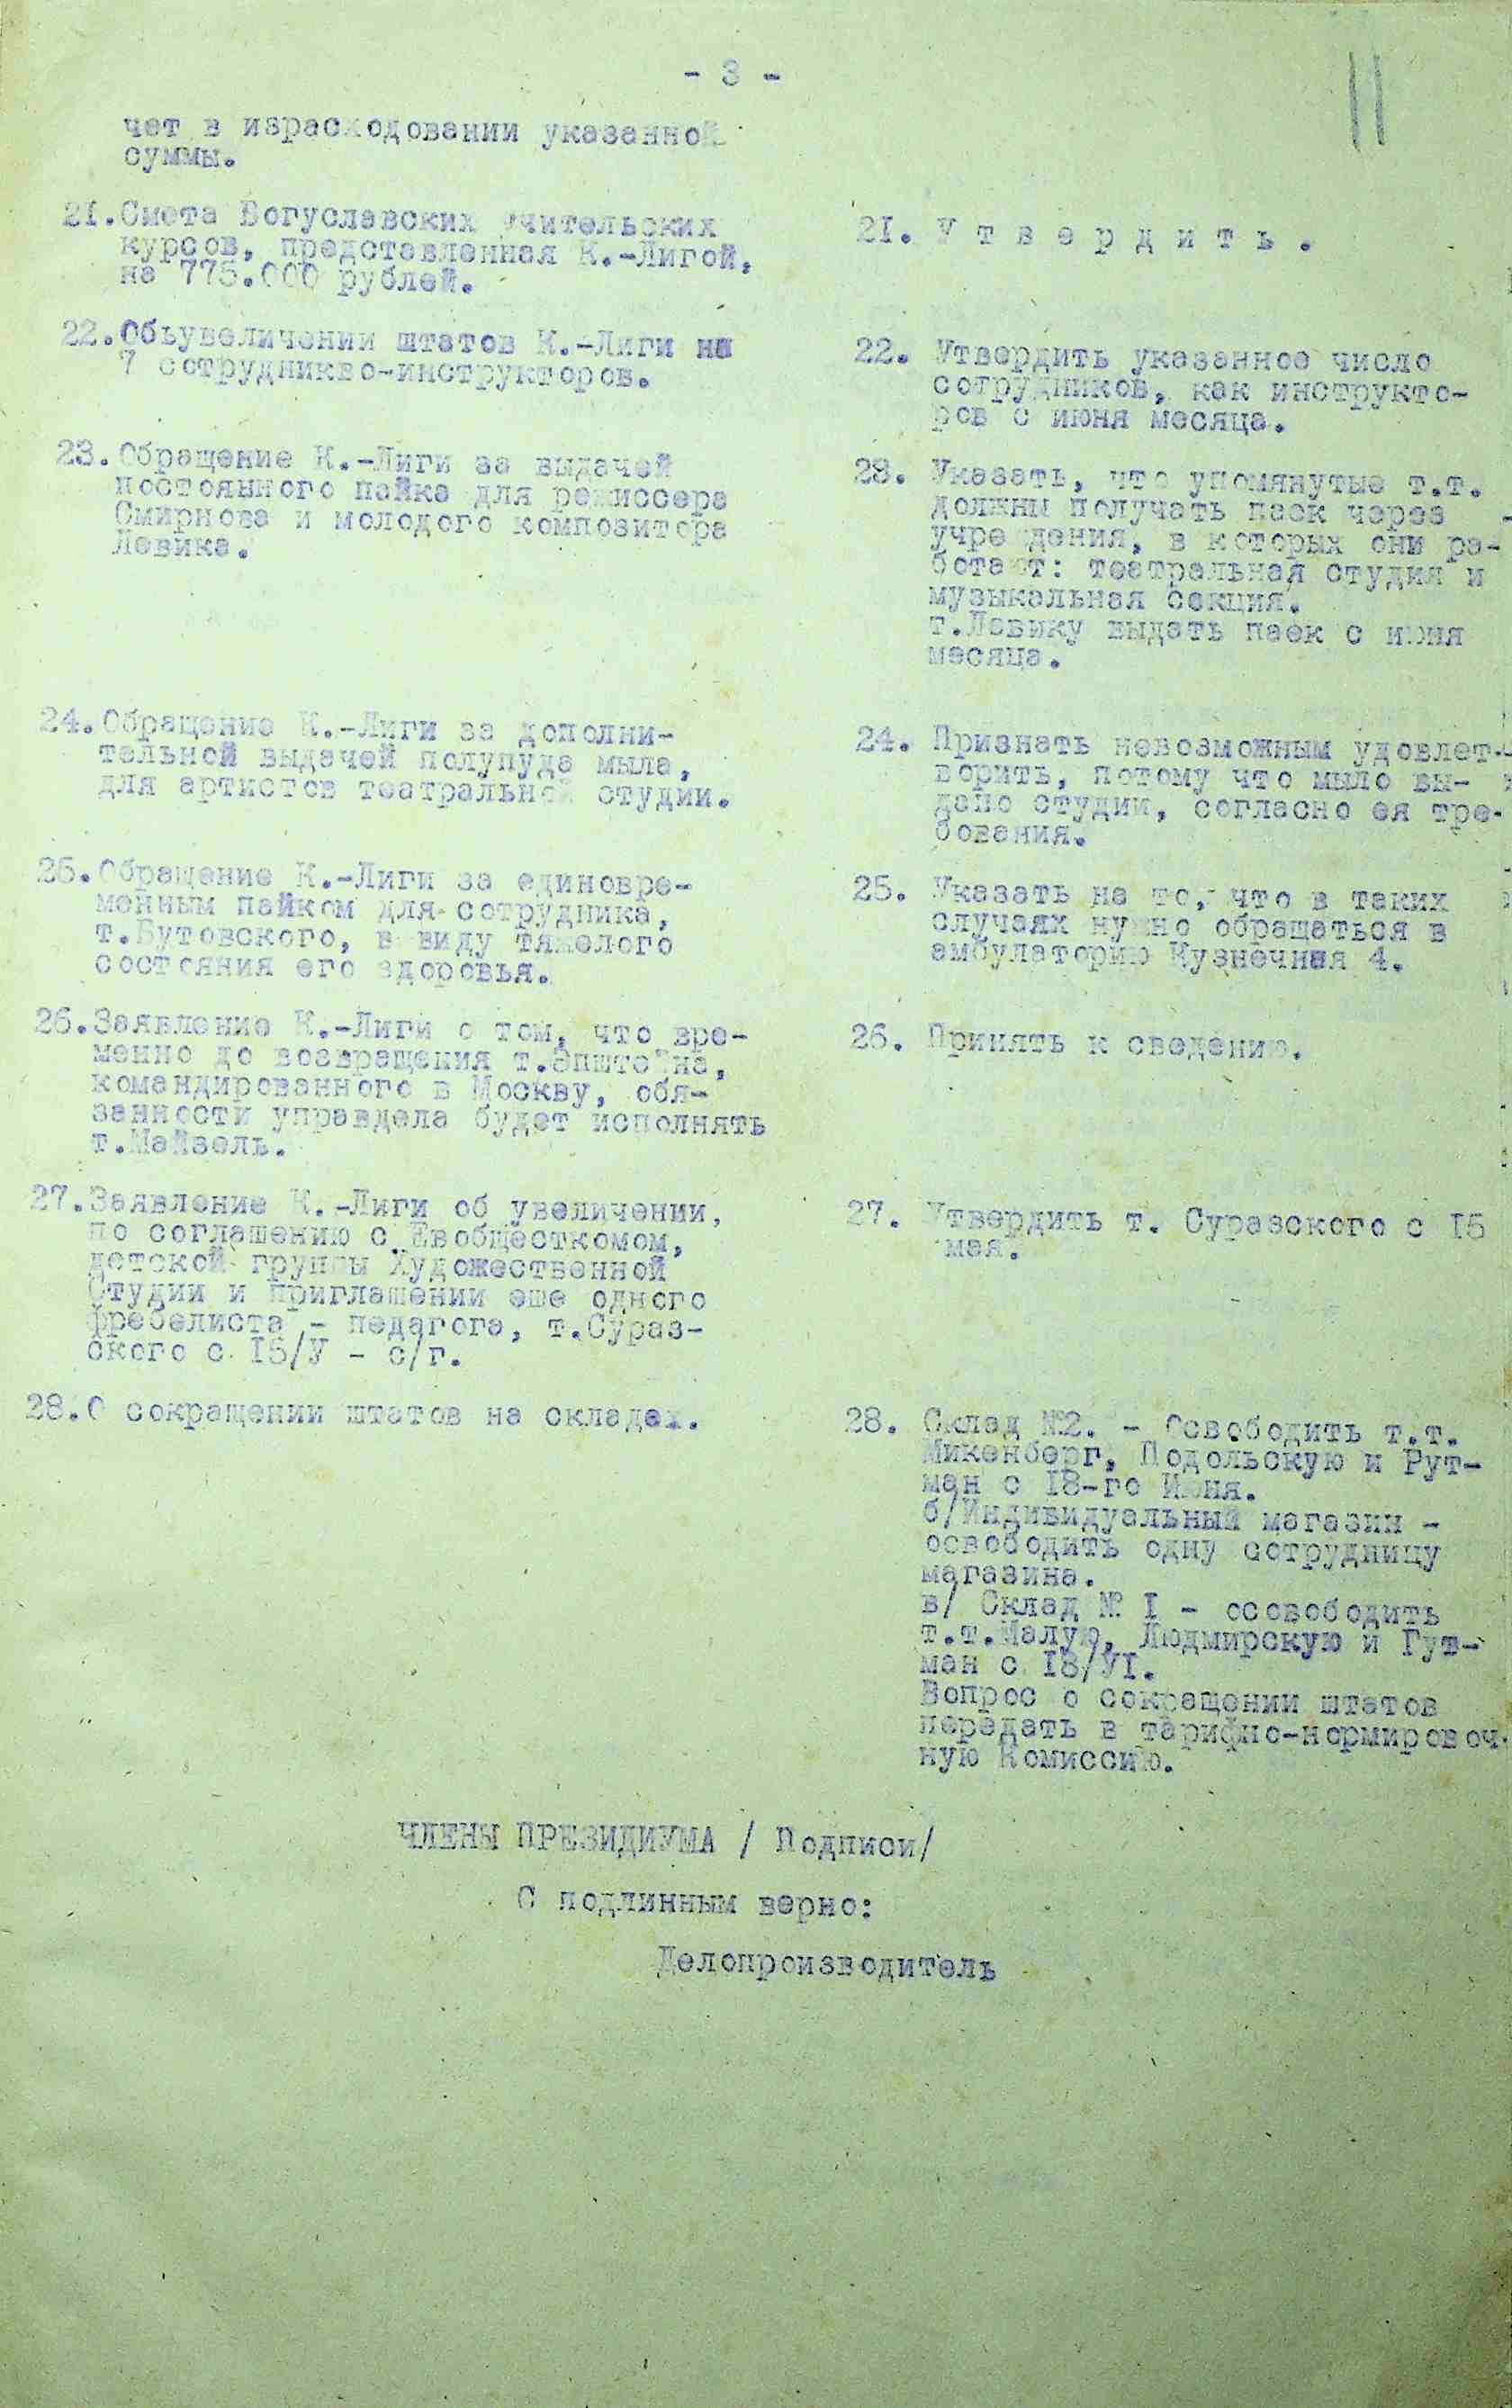 - 3 -
11
чет в израсходовании указанной
суммы.
21.Смета Богуславских учительских
курсов, представленная К.-Лигой,
на 775.000 рублей.
21. У т в е р д и т ь .
22.Обьувеличении штатов К.-Лиги на
7 сотрудникво-инструкторов.
22. Утвердить указанное число
сотрудников, как инструкто-
ров с июня месяца.
23.Обращение К.-Лиги за выдачей
постоянного пайка для режиссера
Смирнова и молодого композитора
Левика.
23. Указать, что упомянутые т.т.
должны получать паек через
учреждения, в которых они ра-
ботают: театральная студия и
музыкальная секция.
т.Левику выдать паек с июня
месяца.
24.Обращение К.-Лиги за дополни-
тельной выдачей полупуда мыла,
для артистов театральной студии.
24. Признать невозможным удовлет-
ворить, потому что мыло вы-
дано студии, согласно ея тре-
бования.
25.Обращение К.-Лиги за единовре-
менным пайком для сотрудника,
т.Бутовского, в виду тяжелого
состояния его здоровья.
25. Указать на то, что в таких
случаях нужно обращаться в
амбулаторию Кузнечная 4.
26.Заявление К.-Лиги о том, что вре-
менно до возвращения т.Эпштейна,
командированного в Москву, обя-
занности управдела будет исполнять
т.Майзель.
26. Принять к сведению.
27.Заявление К.-Лиги об увеличении,
по соглашению с Евобщесткомом,
детской группы Художественной
Студии и приглашении еще одного
фребелиста - педагога, т.Сураз-
ского с 15/У - с/г.
27. Утвердить т. Суразского с 15
мая.
28.О сокращении штатов на складах.
28. Склад №2. - Освободить т.т.
Микенберг, Подольскую и Рут-
ман с 18-го Июня.
б/Индивидуальный магазин -
освободить одну сотрудницу
магазина.
в/ Склад № I - осовободить
т.т.Малую, Людмирскую и Гут-
ман с 18/УI.
Вопрос о сокращении штатов
передать в тарифно-нормировоч-
ную Комиссию.
ЧЛЕНЫ ПРЕЗИДИУМА / Подписи/
С подлинным верно:
Делопроизводитель